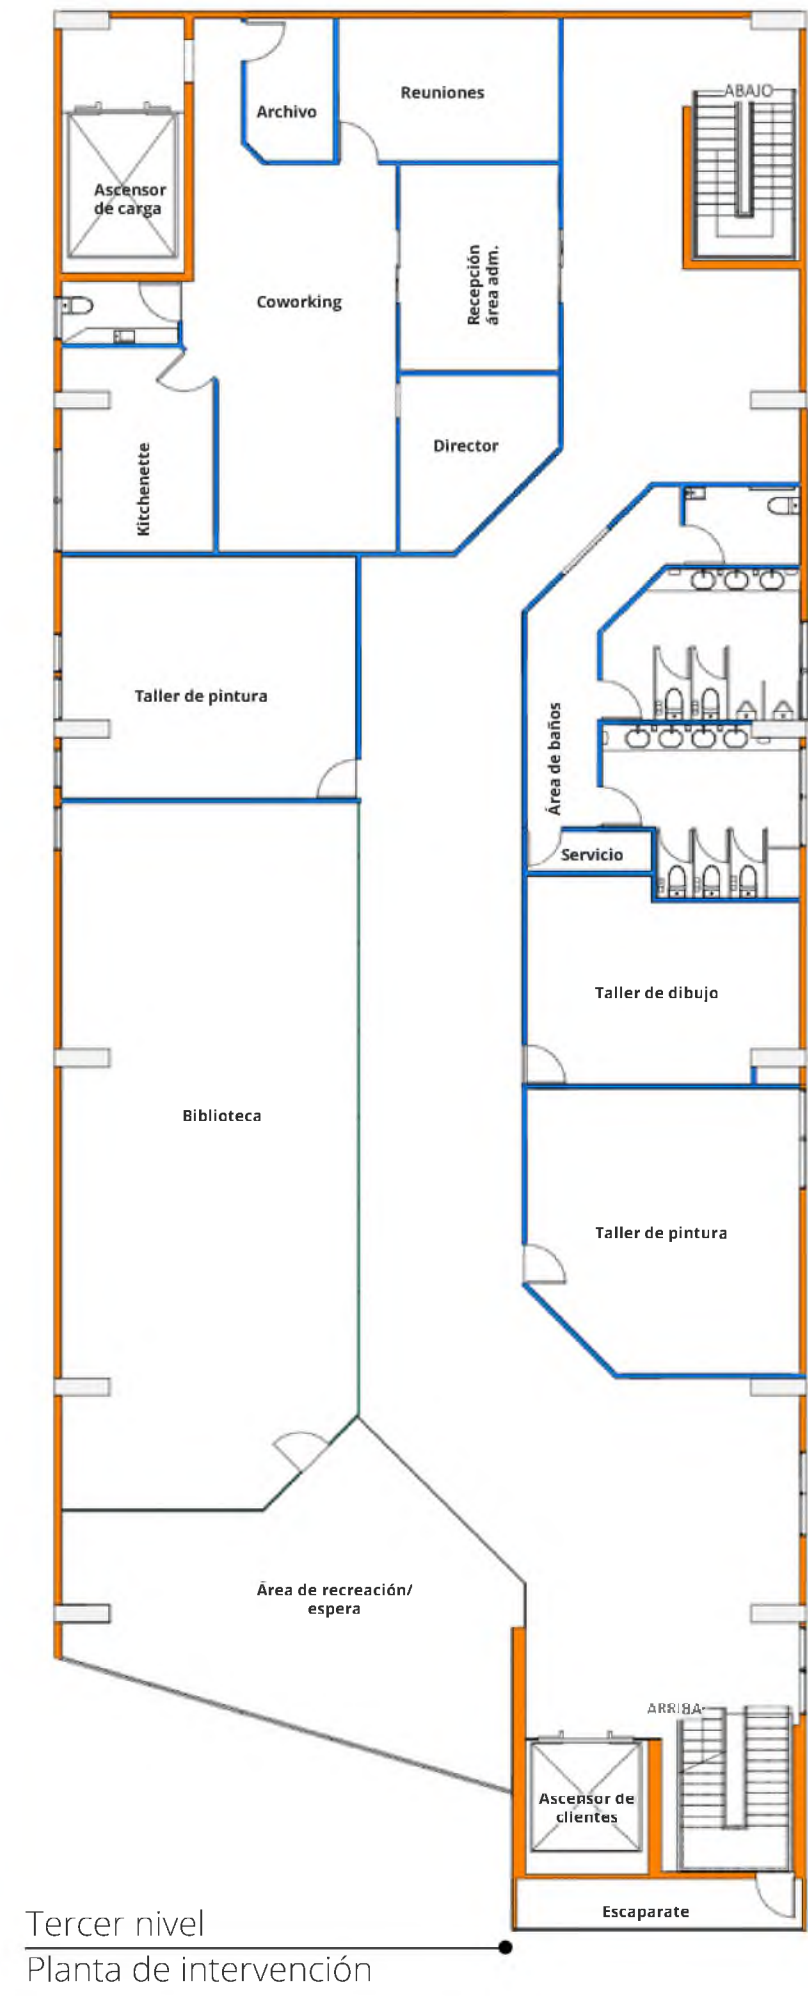 ABAJO
Reuniones
Archivo
Ascensor
de carga
Recepción
área adm.
Coworking
Director
Kitchenette
Taller de pintura
Área de baños
Servicio
Taller de dibujo
Biblioteca
Taller de pintura
Área de recreación/
espera
ARRIBA
Ascensor de
clientes
Escaparate
Tercer nivel
Planta de intervención